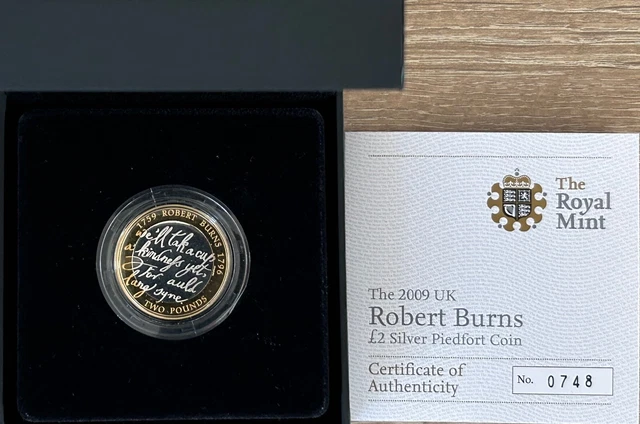 1759 ROBERT BURNS 1796
we'll tak a cup
a' kindness yet,
for auld
lang syne
TWO POUNDS
The
Royal
Mint
The 2009 UK
Robert Burns
£2 Silver Piedfort Coin
Certificate of
Authenticity
No. 0748